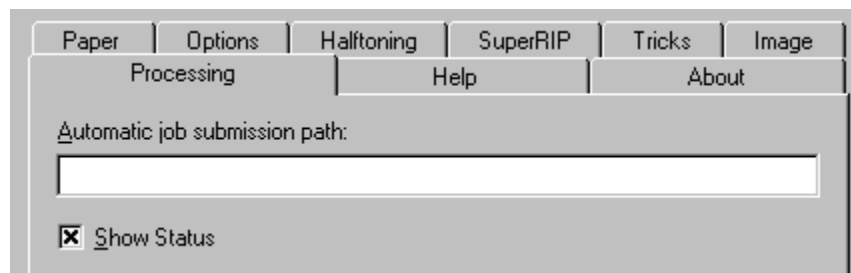 Paper Options Halftoning SuperRIP Tricks Image
Processing Help About
Automatic job submission path:
Show Status